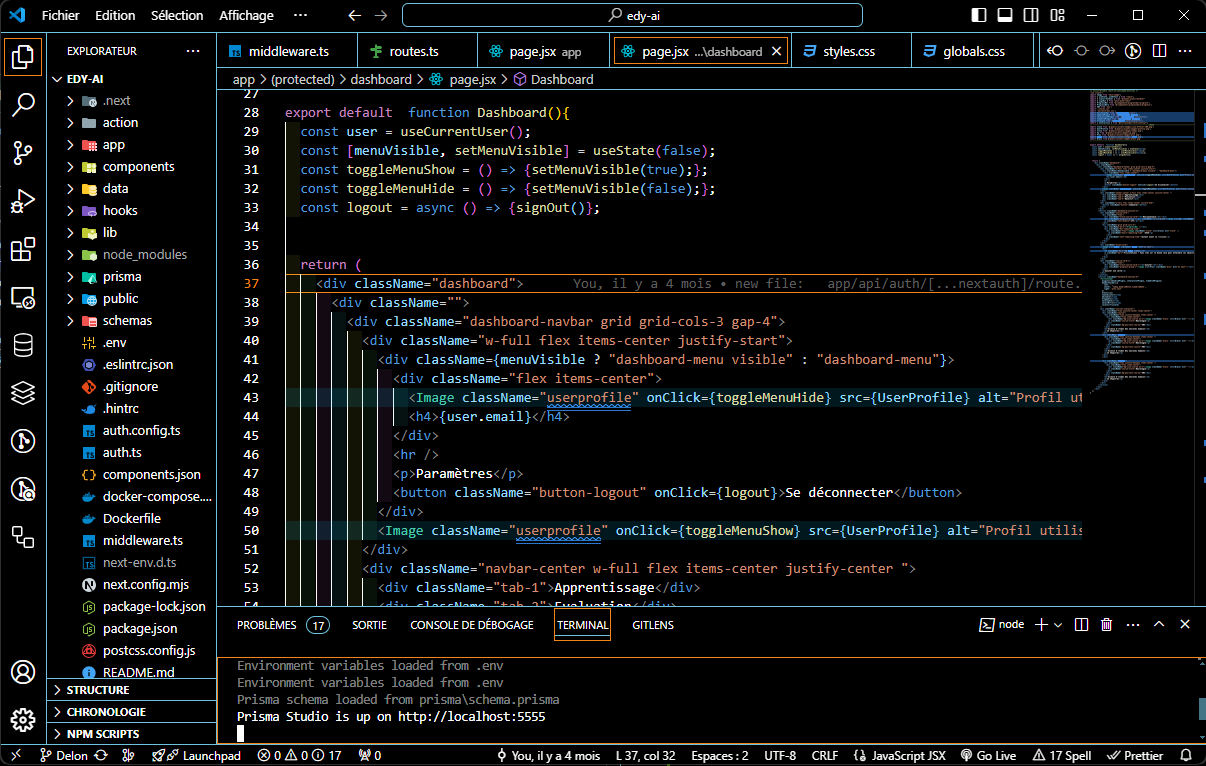 Fichier Edition Sélection Affichage ··· edy-ai
EXPLORATEUR ···
EDY-AI
.next
action
app
components
data
hooks
lib
node_modules
prisma
public
schemas
.env
.eslintrc.json
.gitignore
.hintrc
auth.config.ts
auth.ts
components.json
docker-compose....
Dockerfile
middleware.ts
next-env.d.ts
next.config.mjs
package-lock.json
package.json
postcss.config.js
README.md
STRUCTURE
CHRONOLOGIE
NPM SCRIPTS
middleware.ts routes.ts page.jsx app page.jsx ...\dashboard styles.css globals.css
app > (protected) > dashboard > page.jsx > Dashboard
27
28 export default  function Dashboard(){
29 const user = useCurrentUser();
30 const [menuVisible, setMenuVisible] = useState(false);
31 const toggleMenuShow = () => {setMenuVisible(true);};
32 const toggleMenuHide = () => {setMenuVisible(false);};
33 const logout = async () => {signOut()};
34
35
36 return (
37 <div className="dashboard"> You, il y a 4 mois • new file:   app/api/auth/[...nextauth]/route.
38 <div className="">
39 <div className="dashboard-navbar grid grid-cols-3 gap-4">
40 <div className="w-full flex items-center justify-start">
41 <div className={menuVisible ? "dashboard-menu visible" : "dashboard-menu"}>
42 <div className="flex items-center">
43 <Image className="userprofile" onClick={toggleMenuHide} src={UserProfile} alt="Profil ut
44 <h4>{user.email}</h4>
45 </div>
46 <hr />
47 <p>Paramètres</p>
48 <button className="button-logout" onClick={logout}>Se déconnecter</button>
49 </div>
50 <Image className="userprofile" onClick={toggleMenuShow} src={UserProfile} alt="Profil utilis
51 </div>
52 <div className="navbar-center w-full flex items-center justify-center ">
53 <div className="tab-1">Apprentissage</div>
54 <div className="tab-2">Evaluation</div>
PROBLÈMES 17 SORTIE CONSOLE DE DÉBOGAGE TERMINAL GITLENS node
Environment variables loaded from .env
Environment variables loaded from .env
Prisma schema loaded from prisma\schema.prisma
Prisma Studio is up on http://localhost:5555
Delon Launchpad 0 0 17 0 You, il y a 4 mois L 37, col 32 Espaces : 2 UTF-8 CRLF JavaScript JSX Go Live 17 Spell Prettier